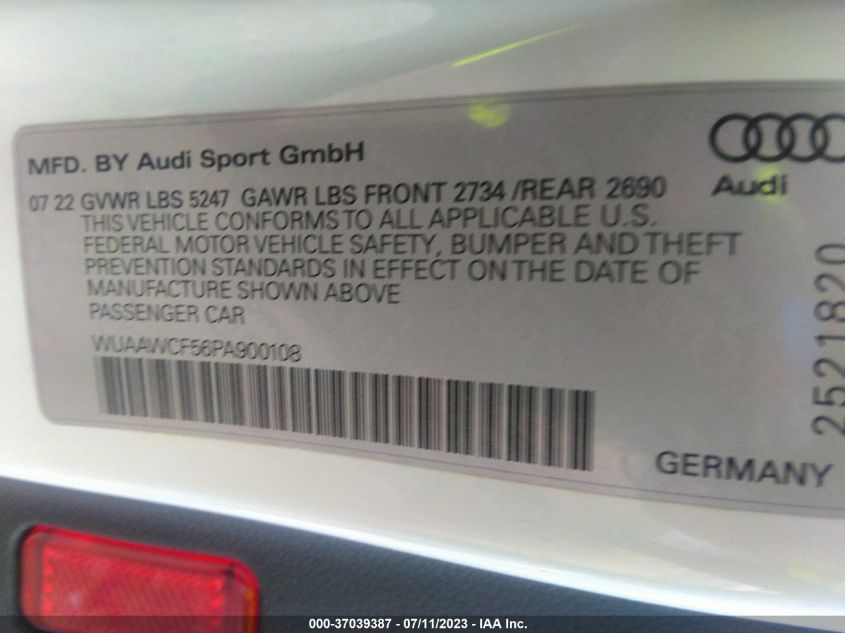 MFD. BY Audi Sport GmbH
Audi
07 22 GVWR LBS 5247 GAWR LBS FRONT 2734 /REAR 2690
THIS VEHICLE CONFORMS TO ALL APPLICABLE U.S.
FEDERAL MOTOR VEHICLE SAFETY, BUMPER AND THEFT
PREVENTION STANDARDS IN EFFECT ON THE DATE OF
MANUFACTURE SHOWN ABOVE
PASSENGER CAR
WUAAWCF56PA900108
2521820
GERMANY
000-37039387 - 07/11/2023 - IAA Inc.